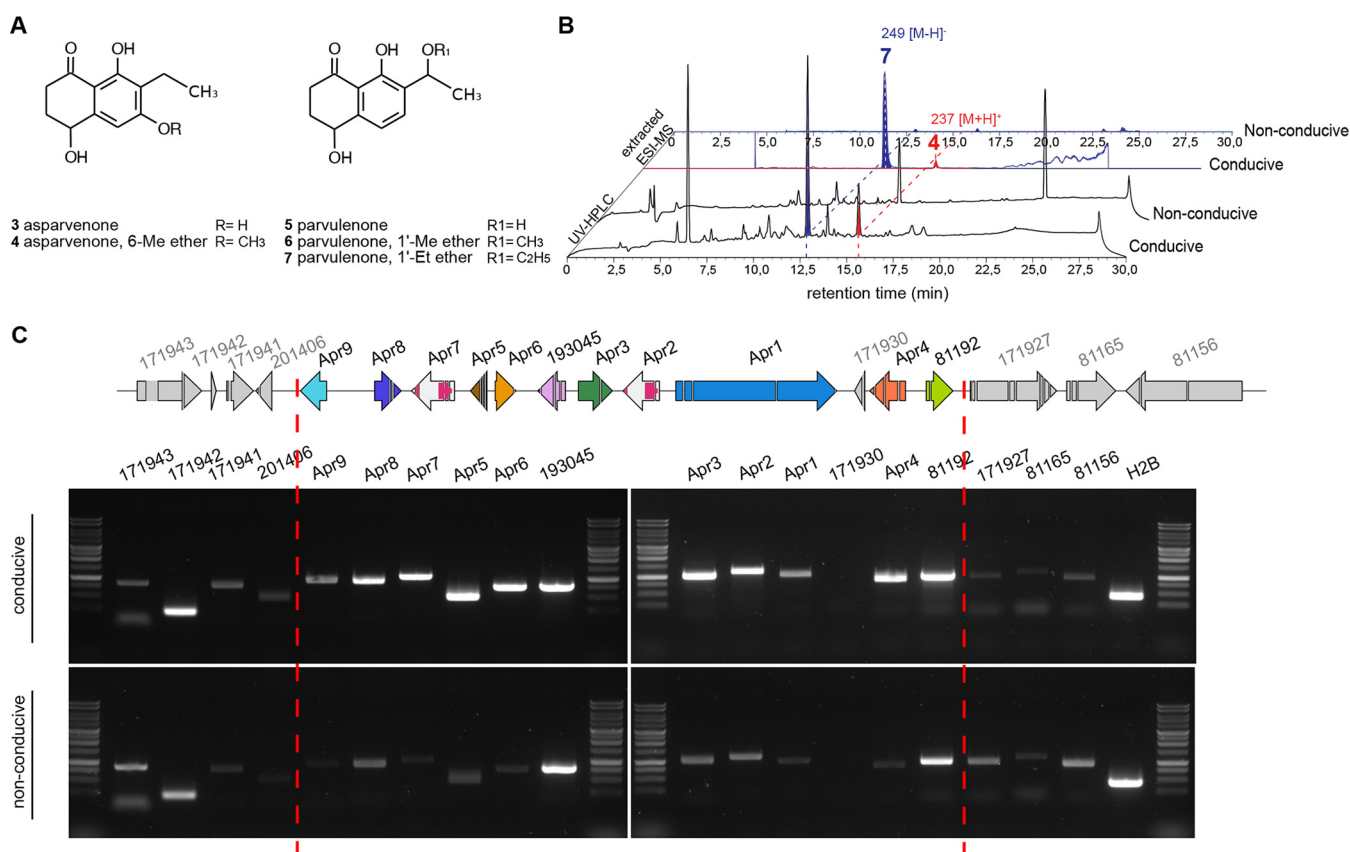 A
O OH
CH3
OR
OH
O OH OR1
CH3
OH
3 asparvenone R= H
4 asparvenone, 6-Me ether R= CH3
5 parvulenone R1=H
6 parvulenone, 1'-Me ether R1=CH3
7 parvulenone, 1'-Et ether R1=C2H5
B
249 [M-H]-
7
237 [M+H]+
4
extracted
ESI-MS
0 2,5 5,0 7,5 10,0 12,5 15,0 17,5 20,0 22,5 25,0 27,5 30,0
Non-conductive
Conducive
UV-HPLC
Non-conductive
Conducive
0 2,5 5,0 7,5 10,0 12,5 15,0 17,5 20,0 22,5 25,0 27,5 30,0
retention time (min)
C
171943 171942 171941 201406 Apr9 Apr8 Apr7 Apr5 Apr6 193045 Apr3 Apr2 Apr1 171930 Apr4 81192 171927 81165 81156
171943 171942 171941 201406 Apr9 Apr8 Apr7 Apr5 Apr6 193045 Apr3 Apr2 Apr1 171930 Apr4 81192 171927 81165 81156 H2B
conducive
non-conducive